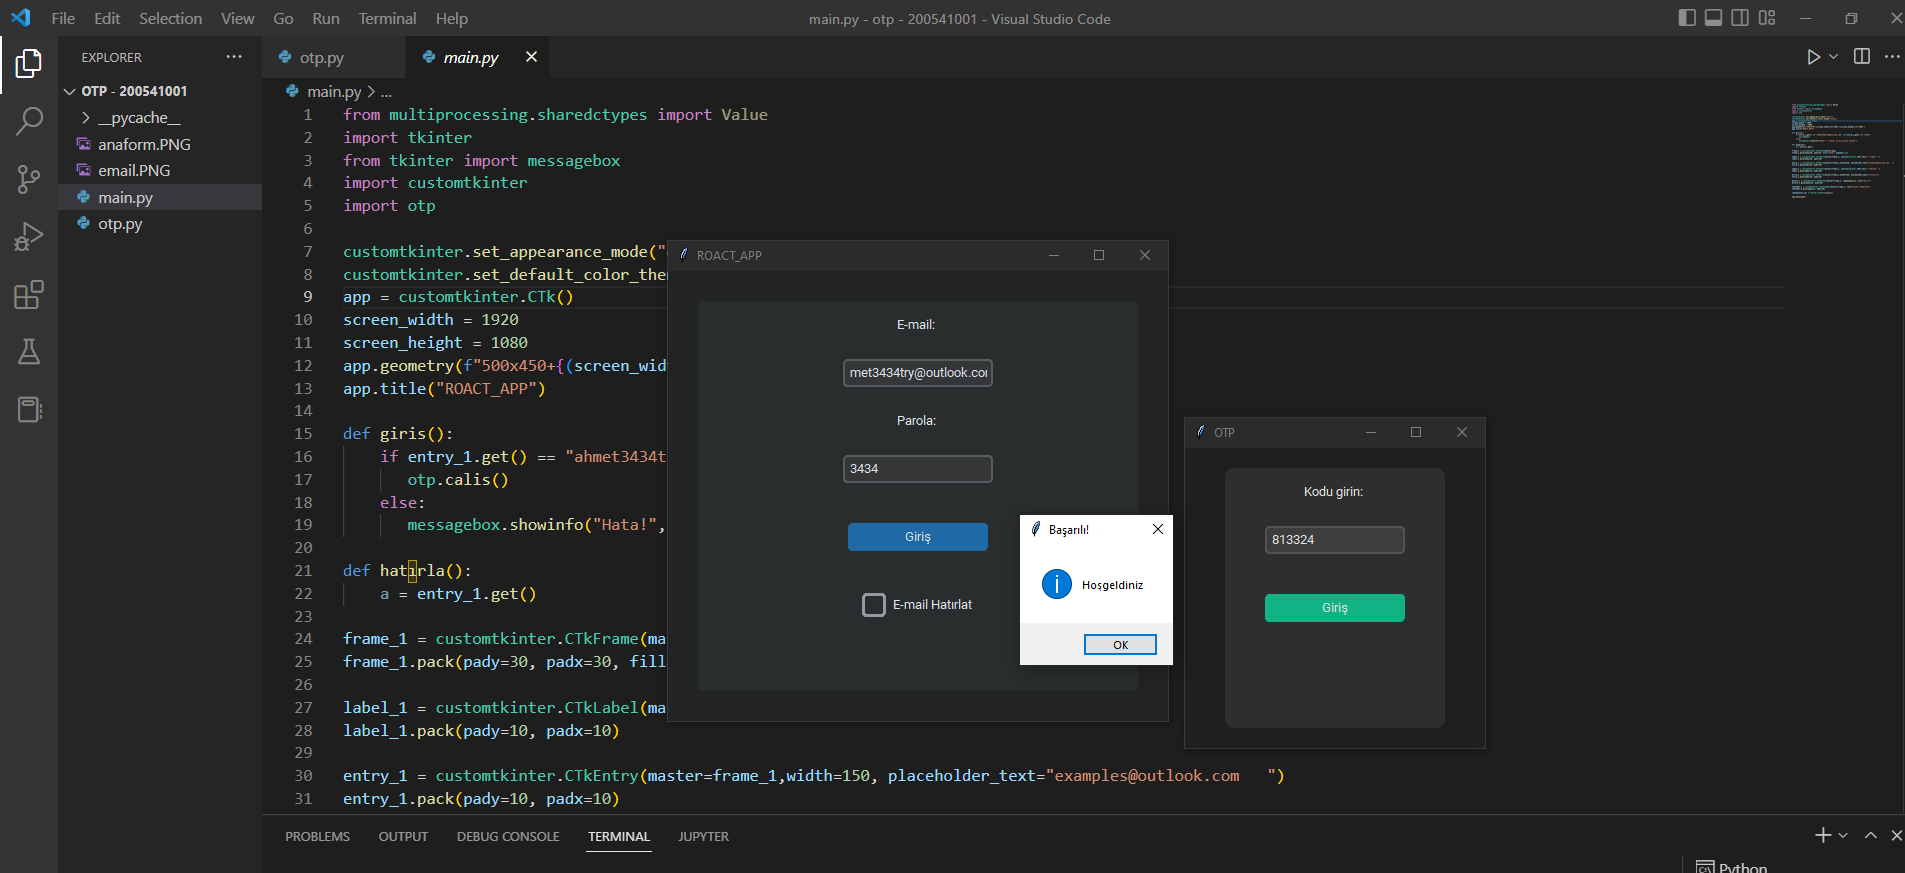 File Edit Selection View Go Run Terminal Help
main.py - otp - 200541001 - Visual Studio Code
EXPLORER
OTP - 200541001
__pycache__
anaform.PNG
email.PNG
main.py
otp.py
otp.py
main.py
main.py > ...
1 from multiprocessing.sharedctypes import Value
2 import tkinter
3 from tkinter import messagebox
4 import customtkinter
5 import otp
6
7 customtkinter.set_appearance_mode("
8 customtkinter.set_default_color_the
9 app = customtkinter.CTk()
10 screen_width = 1920
11 screen_height = 1080
12 app.geometry(f"500x450+{(screen_wid
13 app.title("ROACT_APP")
14
15 def giris():
16 if entry_1.get() == "ahmet3434t
17 otp.calis()
18 else:
19 messagebox.showinfo("Hata!",
20
21 def hatırla():
22 a = entry_1.get()
23
24 frame_1 = customtkinter.CTkFrame(ma
25 frame_1.pack(pady=30, padx=30, fill
26
27 label_1 = customtkinter.CTkLabel(ma
28 label_1.pack(pady=10, padx=10)
29
30 entry_1 = customtkinter.CTkEntry(master=frame_1,width=150, placeholder_text="examples@outlook.com   ")
31 entry_1.pack(pady=10, padx=10)
ROACT_APP
E-mail:
met3434try@outlook.co
Parola:
3434
Giriş
E-mail Hatırlat
Başarılı!
Hoşgeldiniz
OK
OTP
Kodu girin:
813324
Giriş
PROBLEMS OUTPUT DEBUG CONSOLE TERMINAL JUPYTER
Python